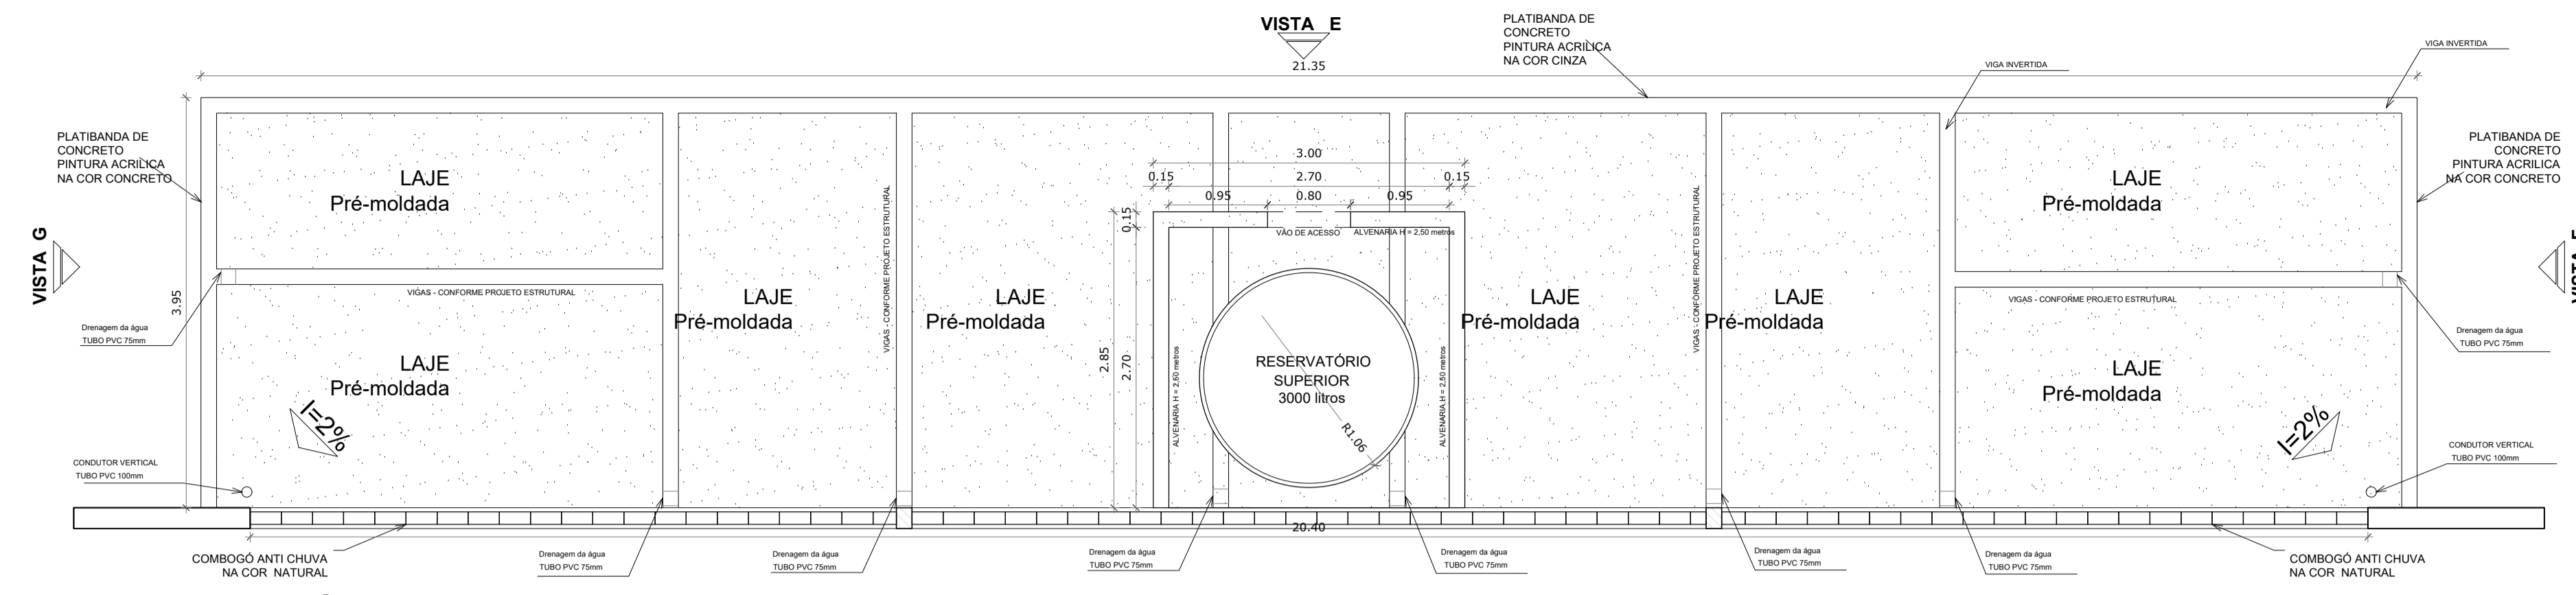 VISTA E
21.35
PLATIBANDA DE
CONCRETO
PINTURA ACRILICA
NA COR CINZA
VIGA INVERTIDA
VIGA INVERTIDA
PLATIBANDA DE
CONCRETO
PINTURA ACRILICA
NA COR CONCRETO
PLATIBANDA DE
CONCRETO
PINTURA ACRILICA
NA COR CONCRETO
VISTA G
3.95
LAJE
Pré-moldada
LAJE
Pré-moldada
3.00
0.15
2.70
0.15
0.95
0.80
0.95
0.15
VÃO DE ACESSO
ALVENARIA H = 2,50 metros
VIGAS - CONFORME PROJETO ESTRUTURAL
VIGAS - CONFORME PROJETO ESTRUTURAL
VIGAS - CONFORME PROJETO ESTRUTURAL
VIGAS - CONFORME PROJETO ESTRUTURAL
LAJE
Pré-moldada
LAJE
Pré-moldada
LAJE
Pré-moldada
LAJE
Pré-moldada
Drenagem da água
TUBO PVC 75mm
Drenagem da água
TUBO PVC 75mm
2.85
2.70
ALVENARIA H = 2,50 metros
RESERVATÓRIO
SUPERIOR
3000 litros
R1.06
ALVENARIA H = 2,50 metros
LAJE
Pré-moldada
LAJE
Pré-moldada
I=2%
I=2%
CONDUTOR VERTICAL
TUBO PVC 100mm
CONDUTOR VERTICAL
TUBO PVC 100mm
20.40
COMBOGÓ ANTI CHUVA
NA COR NATURAL
Drenagem da água
TUBO PVC 75mm
Drenagem da água
TUBO PVC 75mm
Drenagem da água
TUBO PVC 75mm
Drenagem da água
TUBO PVC 75mm
Drenagem da água
TUBO PVC 75mm
Drenagem da água
TUBO PVC 75mm
COMBOGÓ ANTI CHUVA
NA COR NATURAL